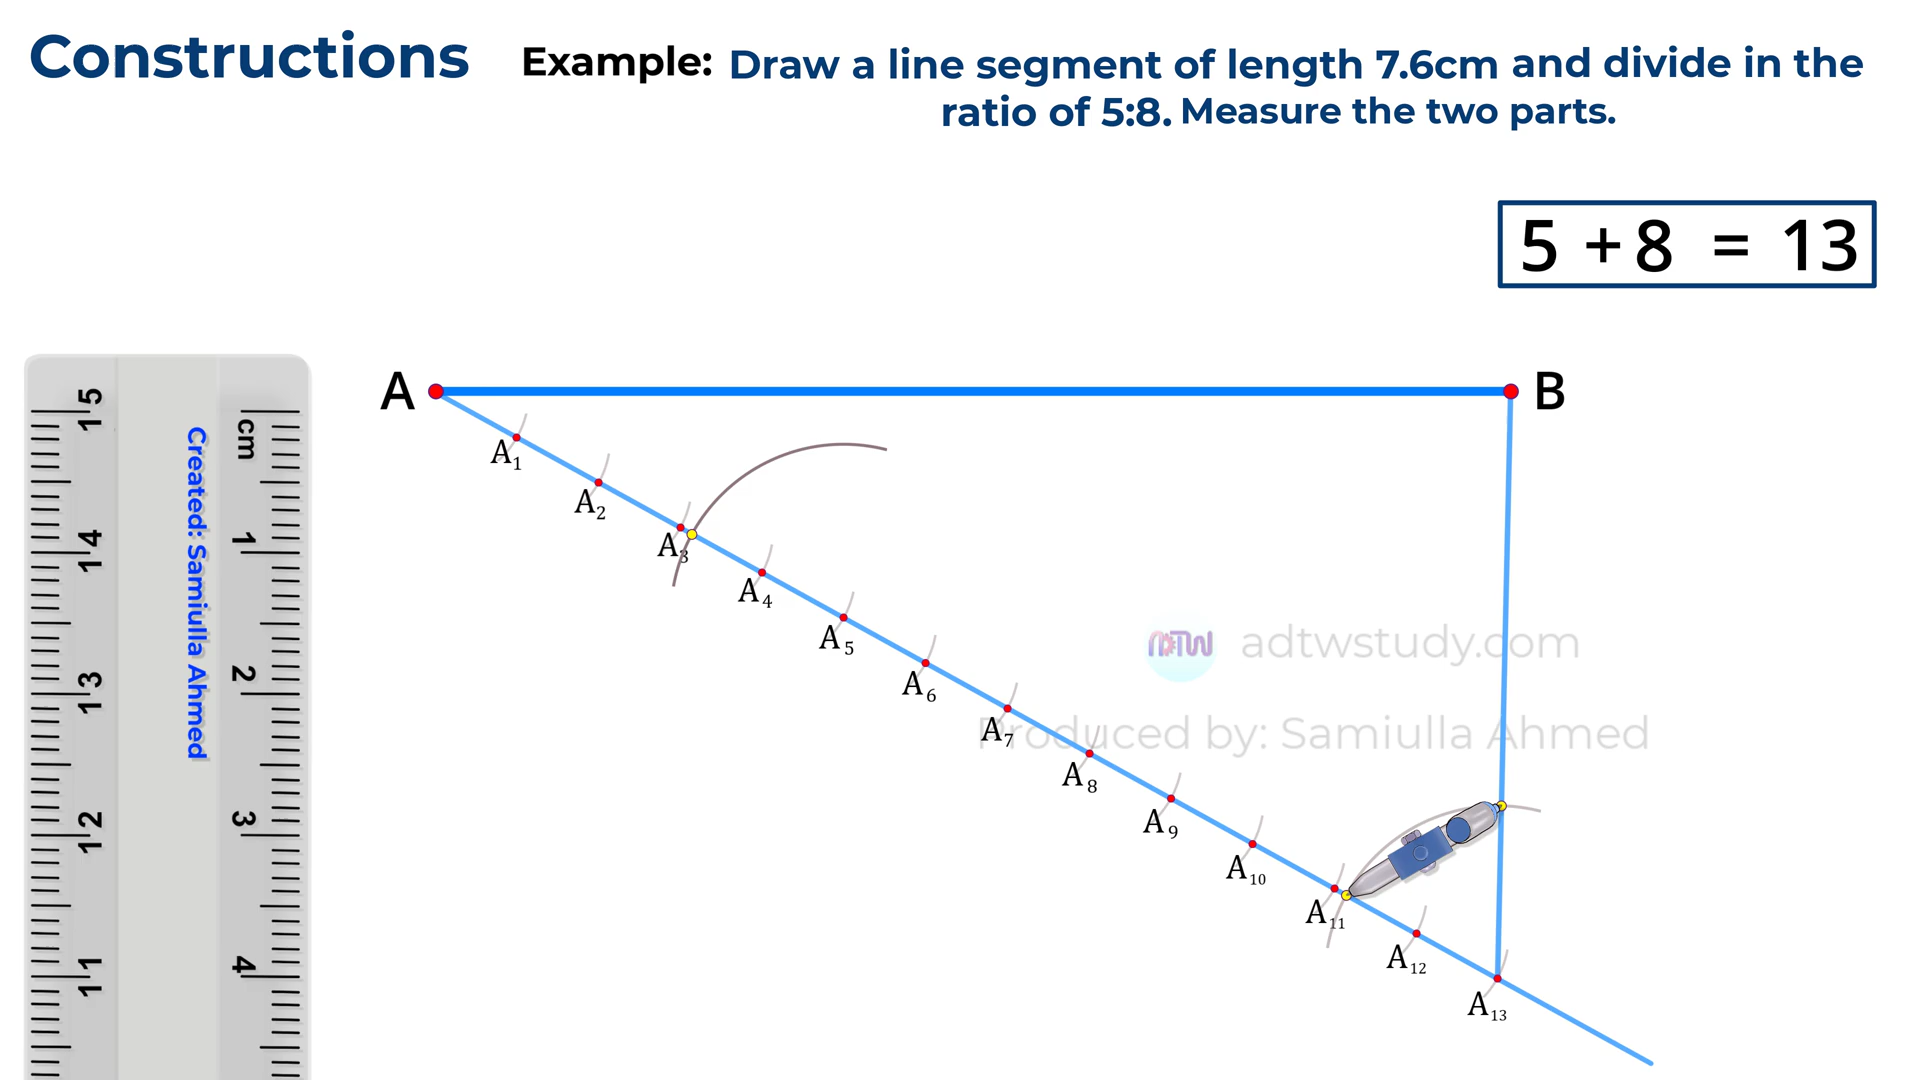 Constructions
Example: Draw a line segment of length 7.6cm and divide in the
ratio of 5:8. Measure the two parts.
5 + 8 = 13
A
B
A1
A2
A3
A4
A5
A6
A7
A8
A9
A10
A11
A12
A13
15
14
13
12
11
Created: Samiulla Ahmed
cm
1
2
3
4
MTW
adtwstudy.com
Produced by: Samiulla Ahmed